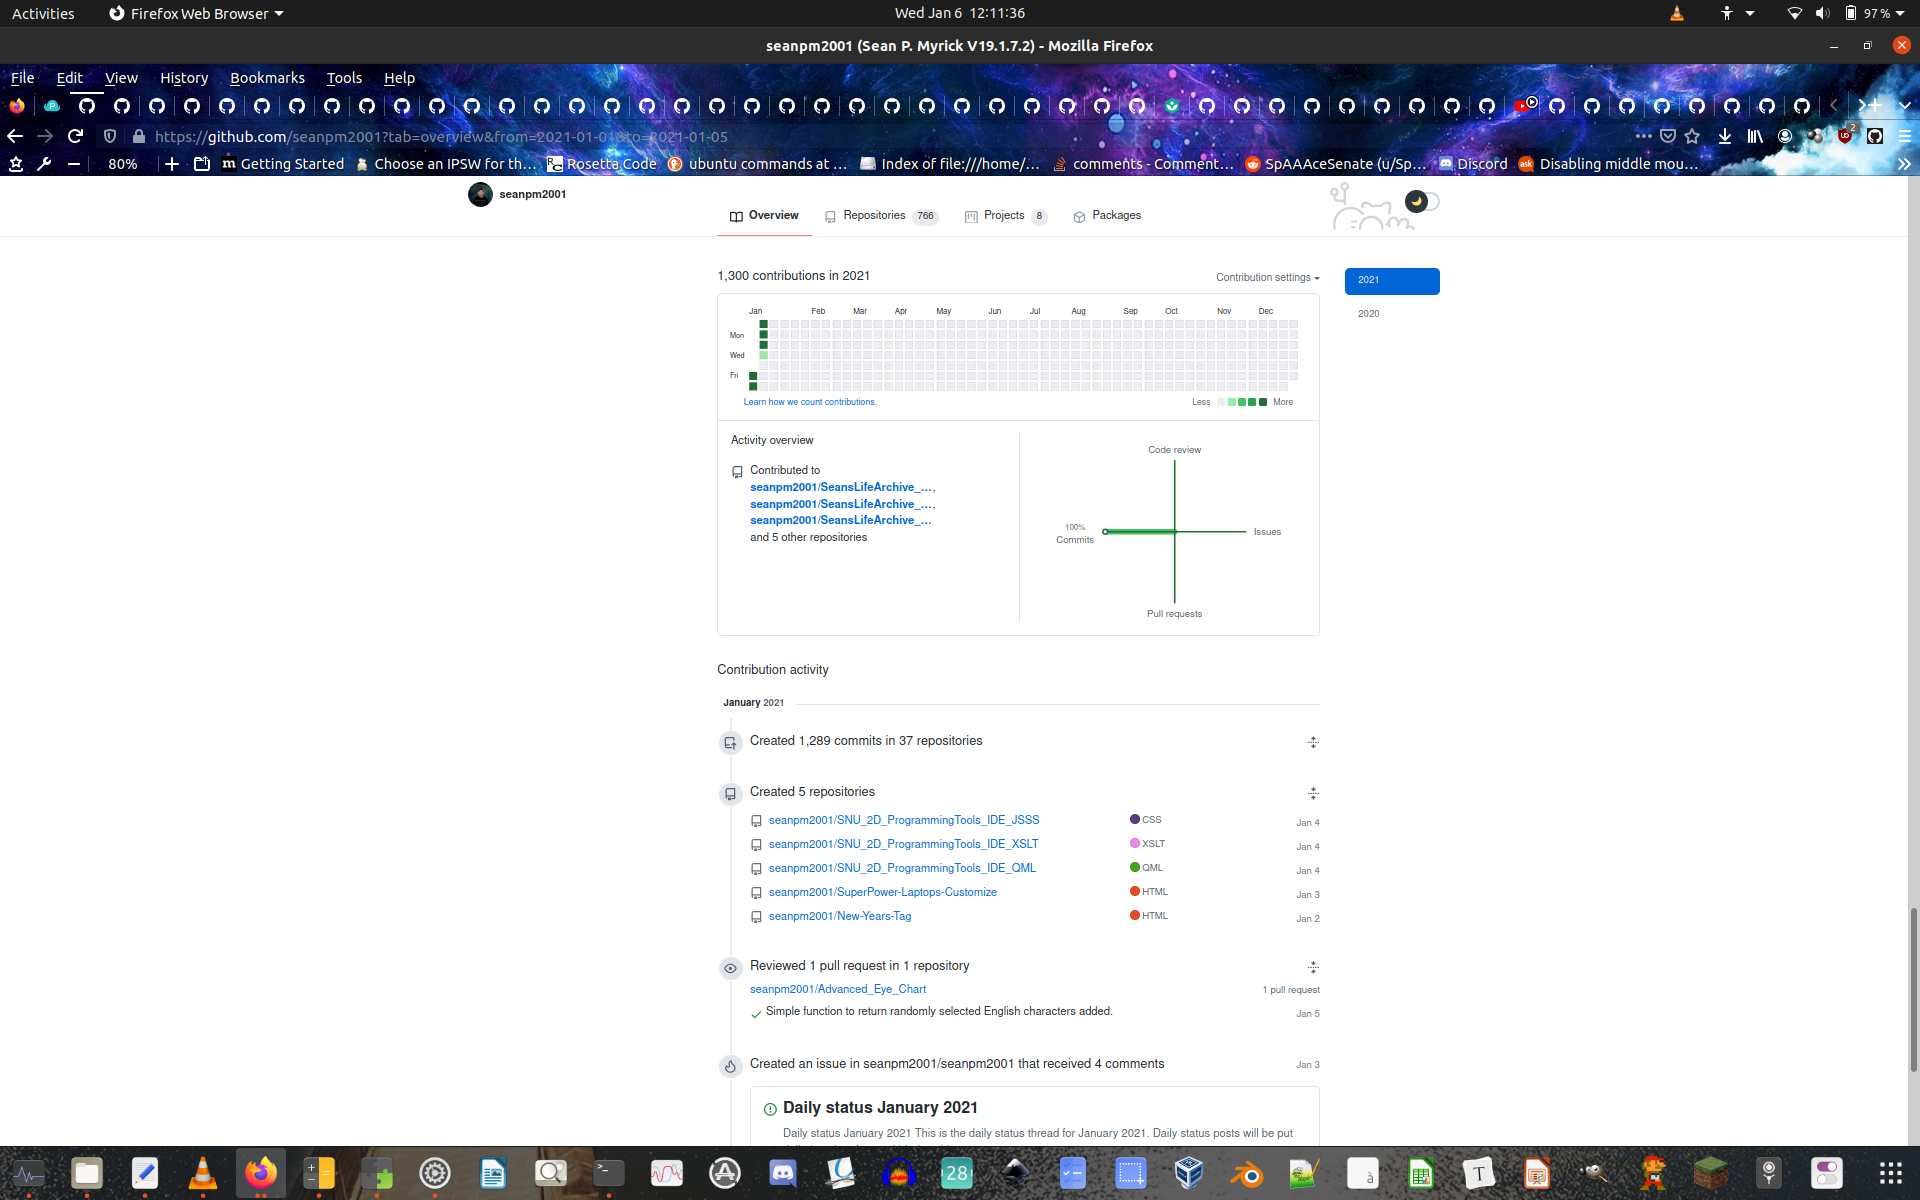 Activities
Firefox Web Browser
Wed Jan 6 12:11:36
97 %
seanpm2001 (Sean P. Myrick V19.1.7.2) - Mozilla Firefox
File Edit View History Bookmarks Tools Help
https://github.com/seanpm2001?tab=overview&from=2021-01-01&to=2021-01-05
2
80%
Getting Started
Choose an IPSW for th…
Rosetta Code
ubuntu commands at …
Index of file:///home/…
comments - Comment…
SpAAAceSenate (u/Sp…
Discord
Disabling middle mou…
seanpm2001
Overview
Repositories 766
Projects 8
Packages
1,300 contributions in 2021
Contribution settings
2021
2020
Jan Feb Mar Apr May Jun Jul Aug Sep Oct Nov Dec
Mon
Wed
Fri
Learn how we count contributions.
Less More
Activity overview
Contributed to
seanpm2001/SeansLifeArchive_…,
seanpm2001/SeansLifeArchive_…,
seanpm2001/SeansLifeArchive_…
and 5 other repositories
Code review
100%
Commits
Issues
Pull requests
Contribution activity
January 2021
Created 1,289 commits in 37 repositories
Created 5 repositories
seanpm2001/SNU_2D_ProgrammingTools_IDE_JSSS CSS Jan 4
seanpm2001/SNU_2D_ProgrammingTools_IDE_XSLT XSLT Jan 4
seanpm2001/SNU_2D_ProgrammingTools_IDE_QML QML Jan 4
seanpm2001/SuperPower-Laptops-Customize HTML Jan 3
seanpm2001/New-Years-Tag HTML Jan 2
Reviewed 1 pull request in 1 repository
seanpm2001/Advanced_Eye_Chart 1 pull request
Simple function to return randomly selected English characters added. Jan 5
Created an issue in seanpm2001/seanpm2001 that received 4 comments Jan 3
Daily status January 2021
Daily status January 2021 This is the daily status thread for January 2021. Daily status posts will be put
28